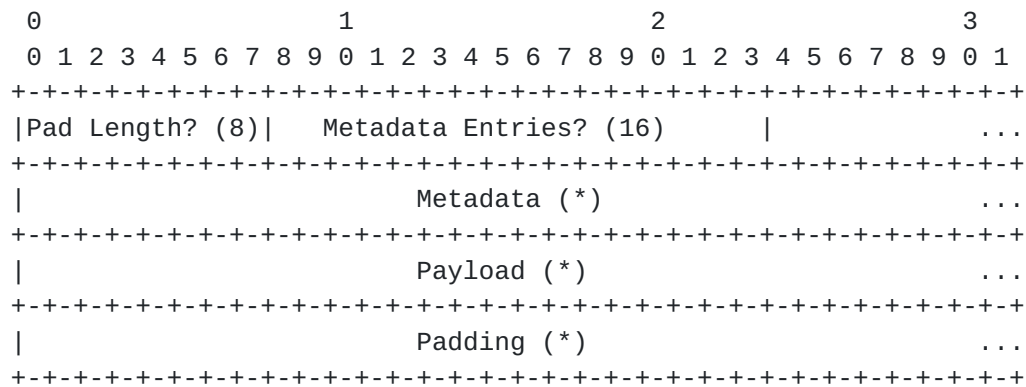 0                   1                   2                   3
 0 1 2 3 4 5 6 7 8 9 0 1 2 3 4 5 6 7 8 9 0 1 2 3 4 5 6 7 8 9 0 1
+-+-+-+-+-+-+-+-+-+-+-+-+-+-+-+-+-+-+-+-+-+-+-+-+-+-+-+-+-+-+-+-+
|Pad Length? (8)|   Metadata Entries? (16)      |             ...
+-+-+-+-+-+-+-+-+-+-+-+-+-+-+-+-+-+-+-+-+-+-+-+-+-+-+-+-+-+-+-+-+
|                         Metadata (*)                        ...
+-+-+-+-+-+-+-+-+-+-+-+-+-+-+-+-+-+-+-+-+-+-+-+-+-+-+-+-+-+-+-+-+
|                         Payload (*)                         ...
+-+-+-+-+-+-+-+-+-+-+-+-+-+-+-+-+-+-+-+-+-+-+-+-+-+-+-+-+-+-+-+-+
|                         Padding (*)                         ...
+-+-+-+-+-+-+-+-+-+-+-+-+-+-+-+-+-+-+-+-+-+-+-+-+-+-+-+-+-+-+-+-+